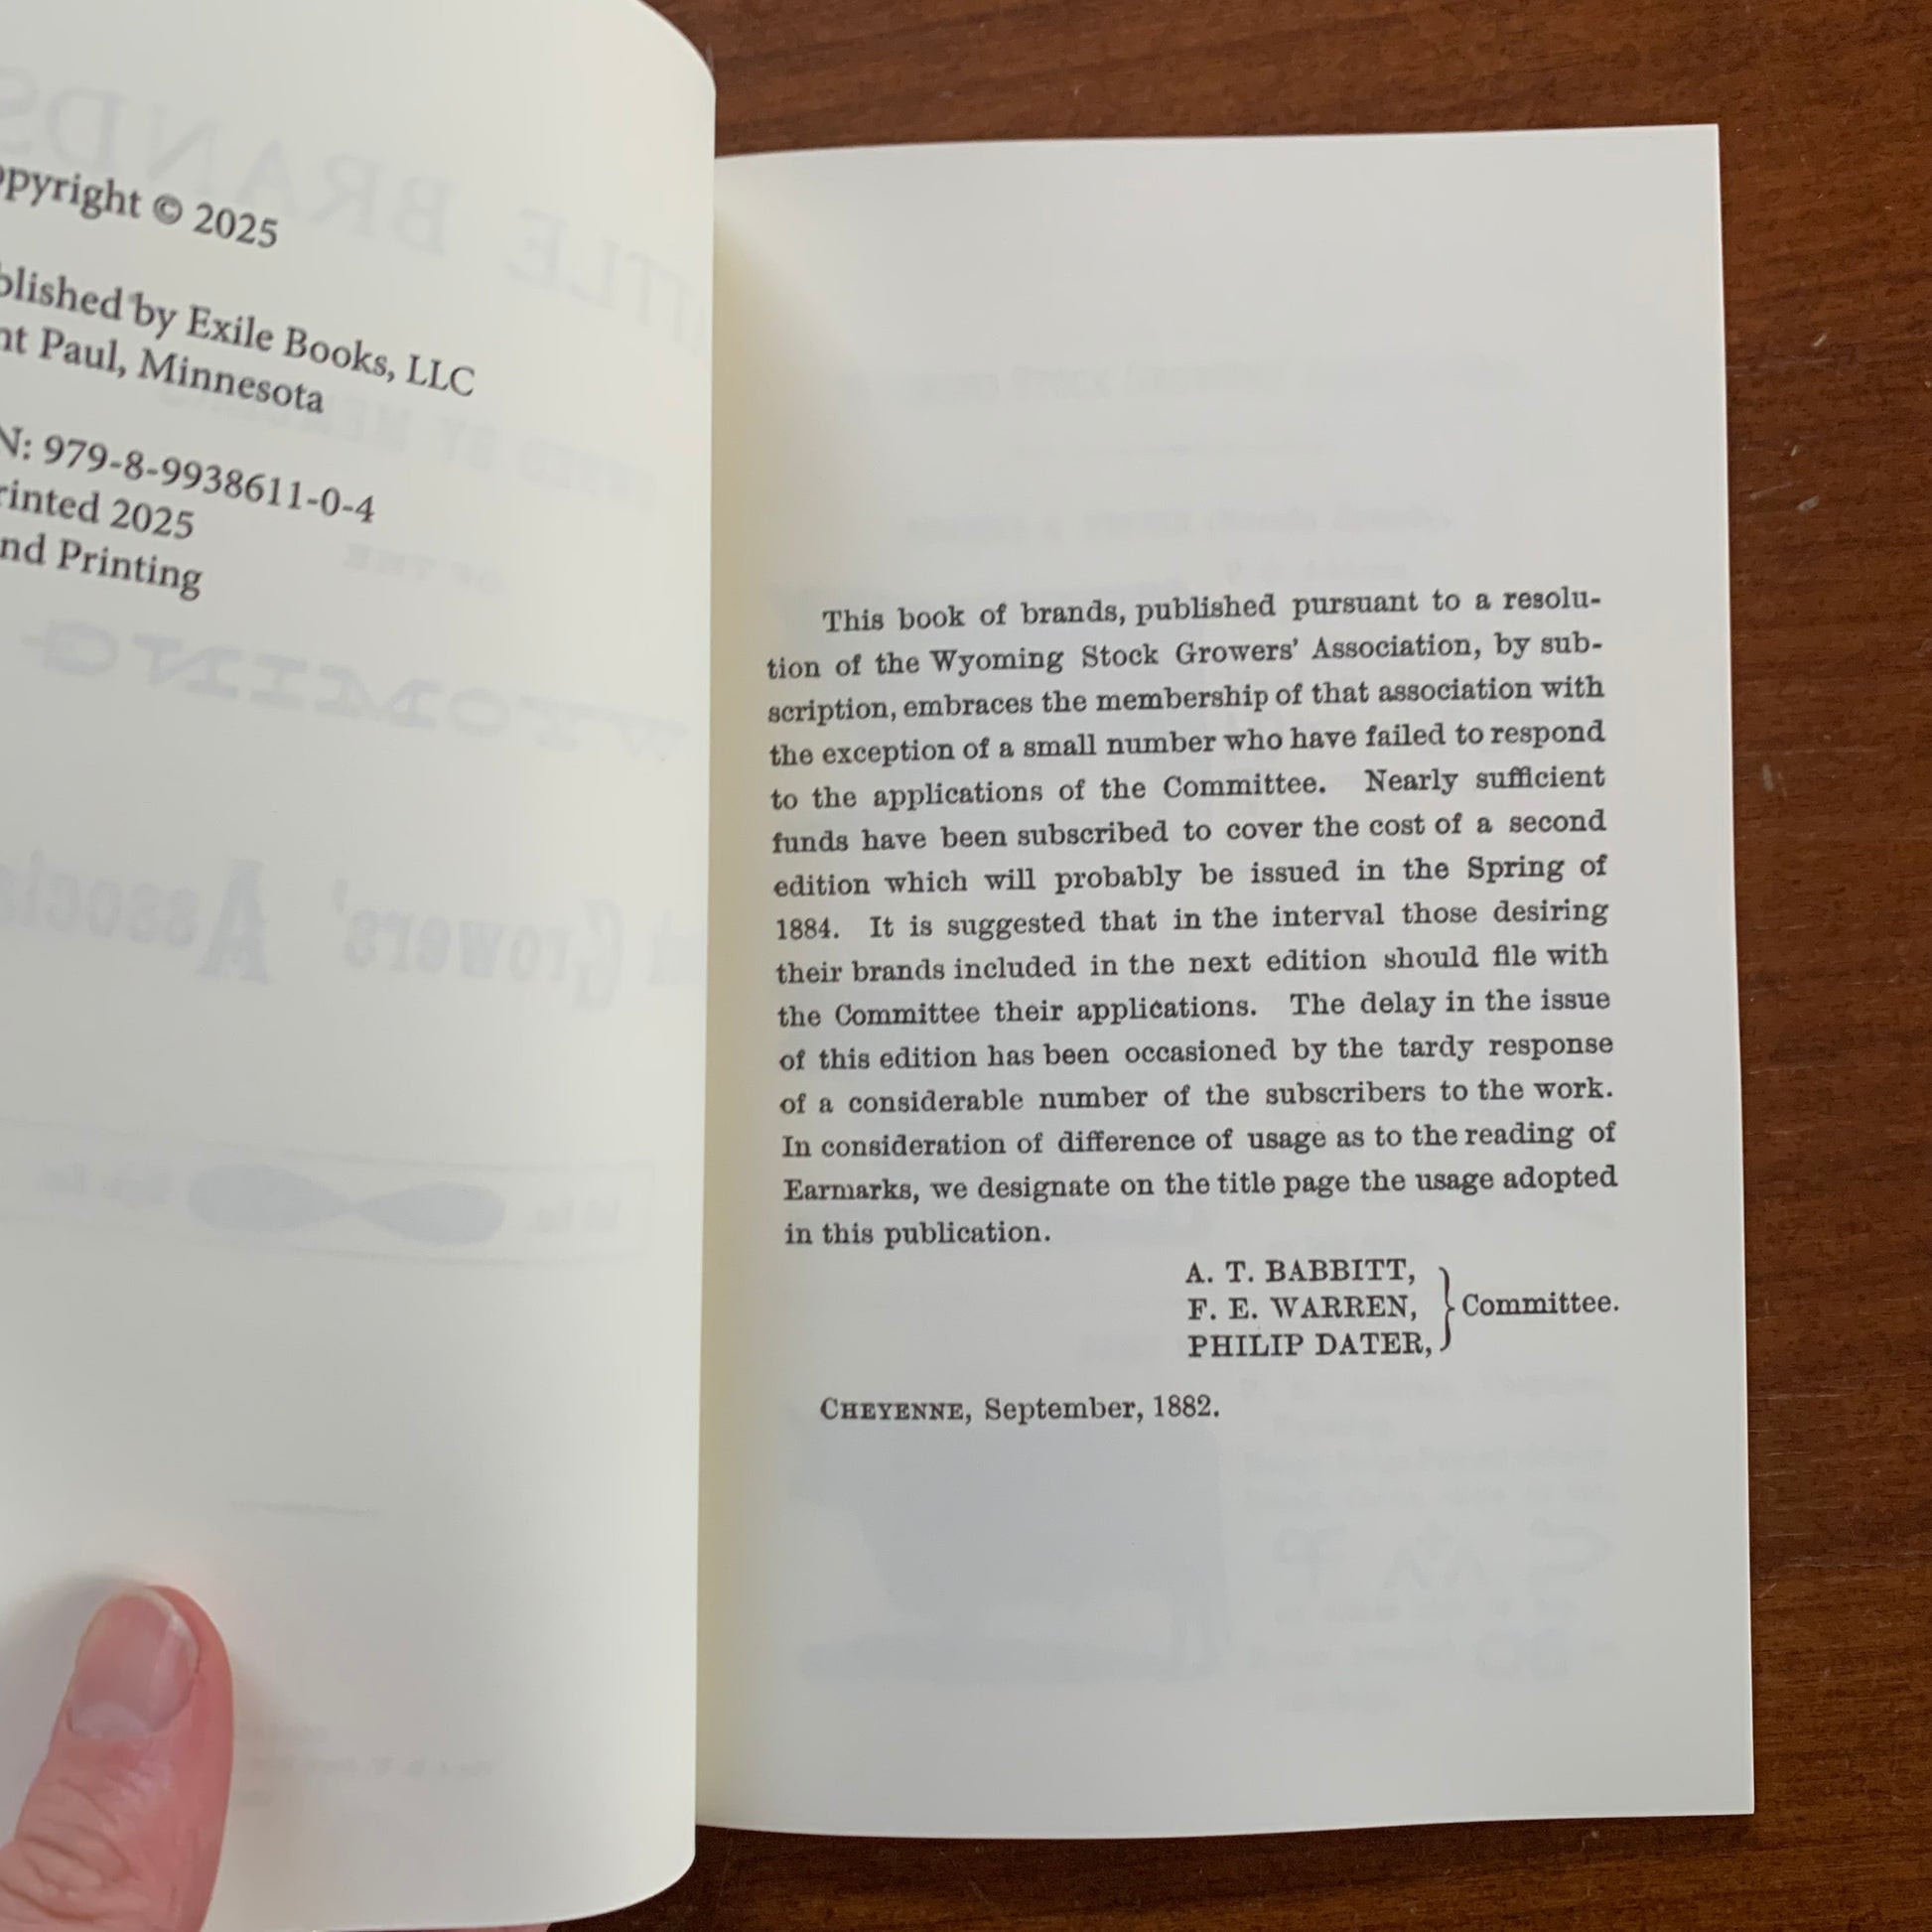 opyright © 2025
blished by Exile Books, LLC
nt Paul, Minnesota
N: 979-8-9938611-0-4
rinted 2025
nd Printing
This book of brands, published pursuant to a resolu-
tion of the Wyoming Stock Growers' Association, by sub-
scription, embraces the membership of that association with
the exception of a small number who have failed to respond
to the applications of the Committee. Nearly sufficient
funds have been subscribed to cover the cost of a second
edition which will probably be issued in the Spring of
1884. It is suggested that in the interval those desiring
their brands included in the next edition should file with
the Committee their applications. The delay in the issue
of this edition has been occasioned by the tardy response
of a considerable number of the subscribers to the work.
In consideration of difference of usage as to the reading of
Earmarks, we designate on the title page the usage adopted
in this publication.
A. T. BABBITT,
F. E. WARREN, } Committee.
PHILIP DATER,
CHEYENNE, September, 1882.